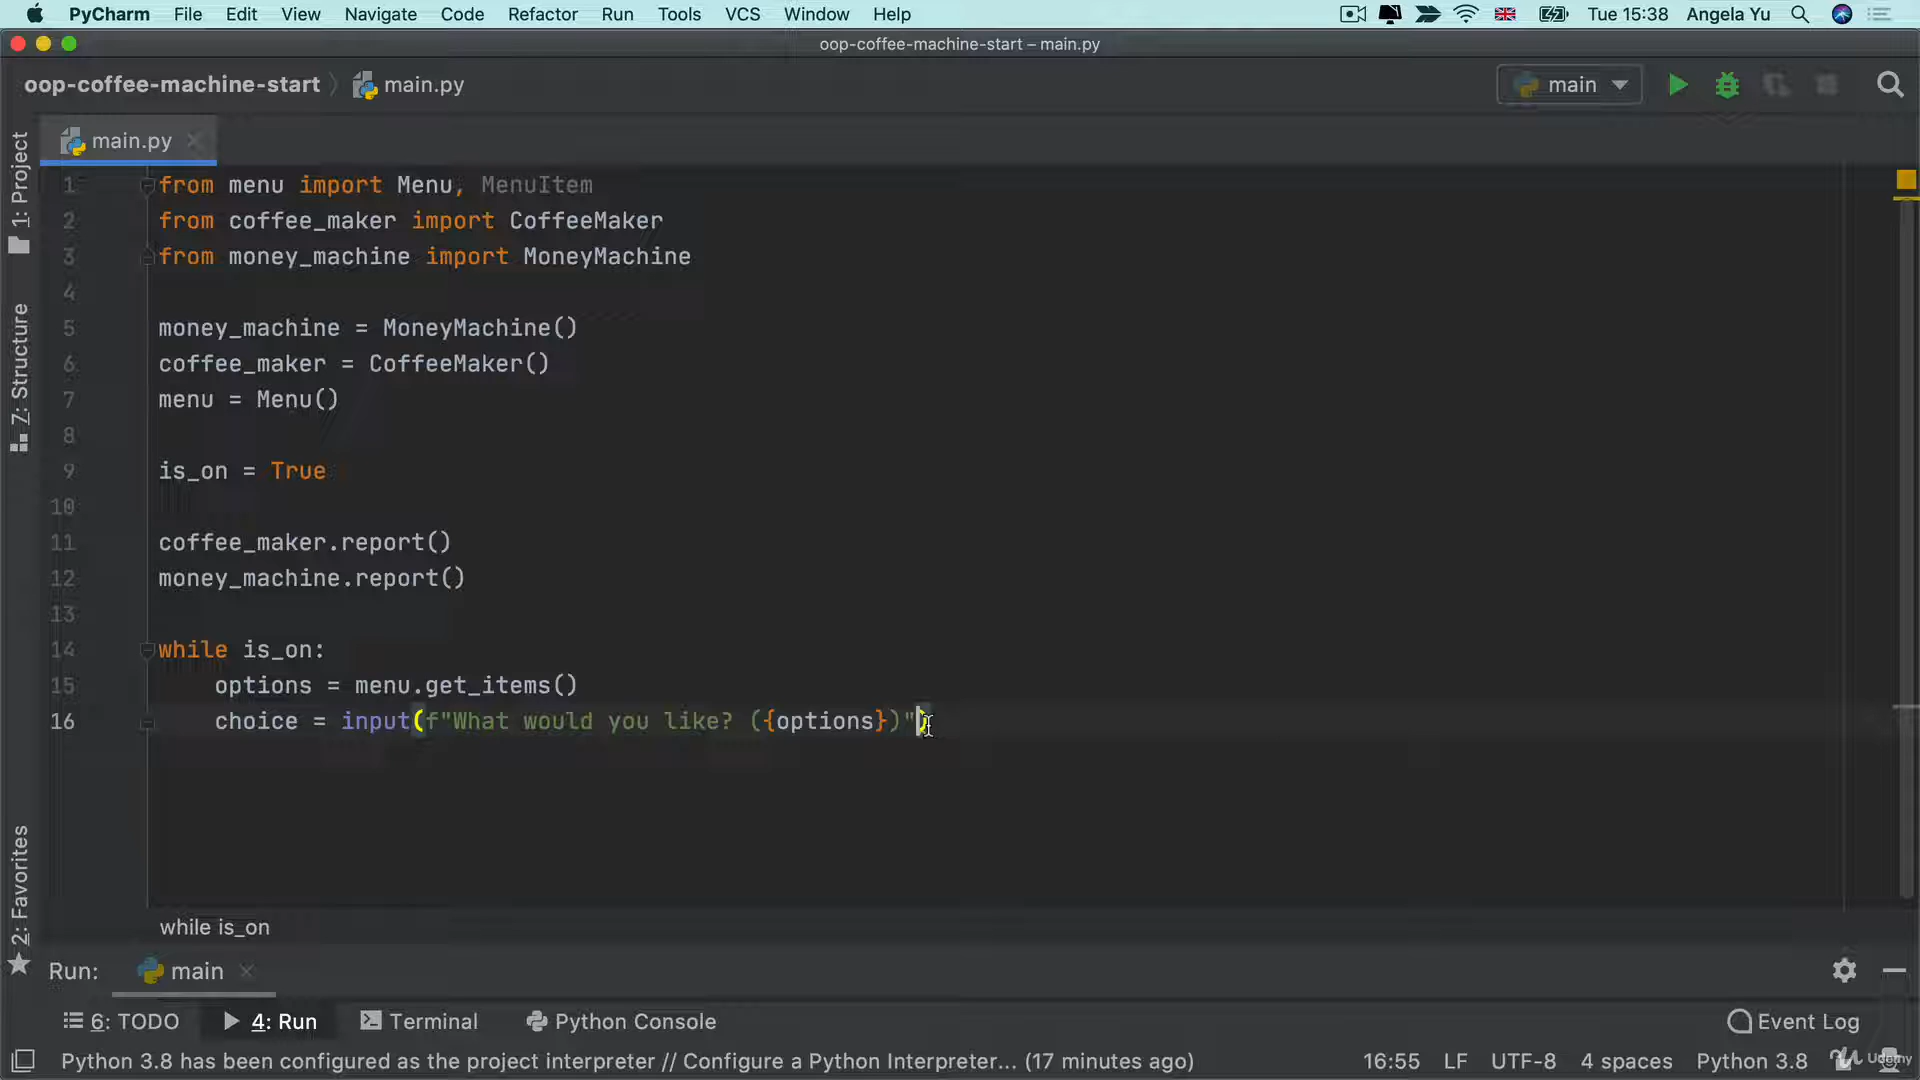 PyCharm File Edit View Navigate Code Refactor Run Tools VCS Window Help Tue 15:38 Angela Yu
oop-coffee-machine-start – main.py
oop-coffee-machine-start main.py main
main.py
1: Project
7: Structure
2: Favorites
1 from menu import Menu, MenuItem
2 from coffee_maker import CoffeeMaker
3 from money_machine import MoneyMachine
4
5 money_machine = MoneyMachine()
6 coffee_maker = CoffeeMaker()
7 menu = Menu()
8
9 is_on = True
10
11 coffee_maker.report()
12 money_machine.report()
13
14 while is_on:
15 options = menu.get_items()
16 choice = input(f"What would you like? ({options})")
while is_on
Run: main
6: TODO 4: Run Terminal Python Console Event Log
Python 3.8 has been configured as the project interpreter // Configure a Python Interpreter... (17 minutes ago) 16:55 LF UTF-8 4 spaces Python 3.8 Udemy